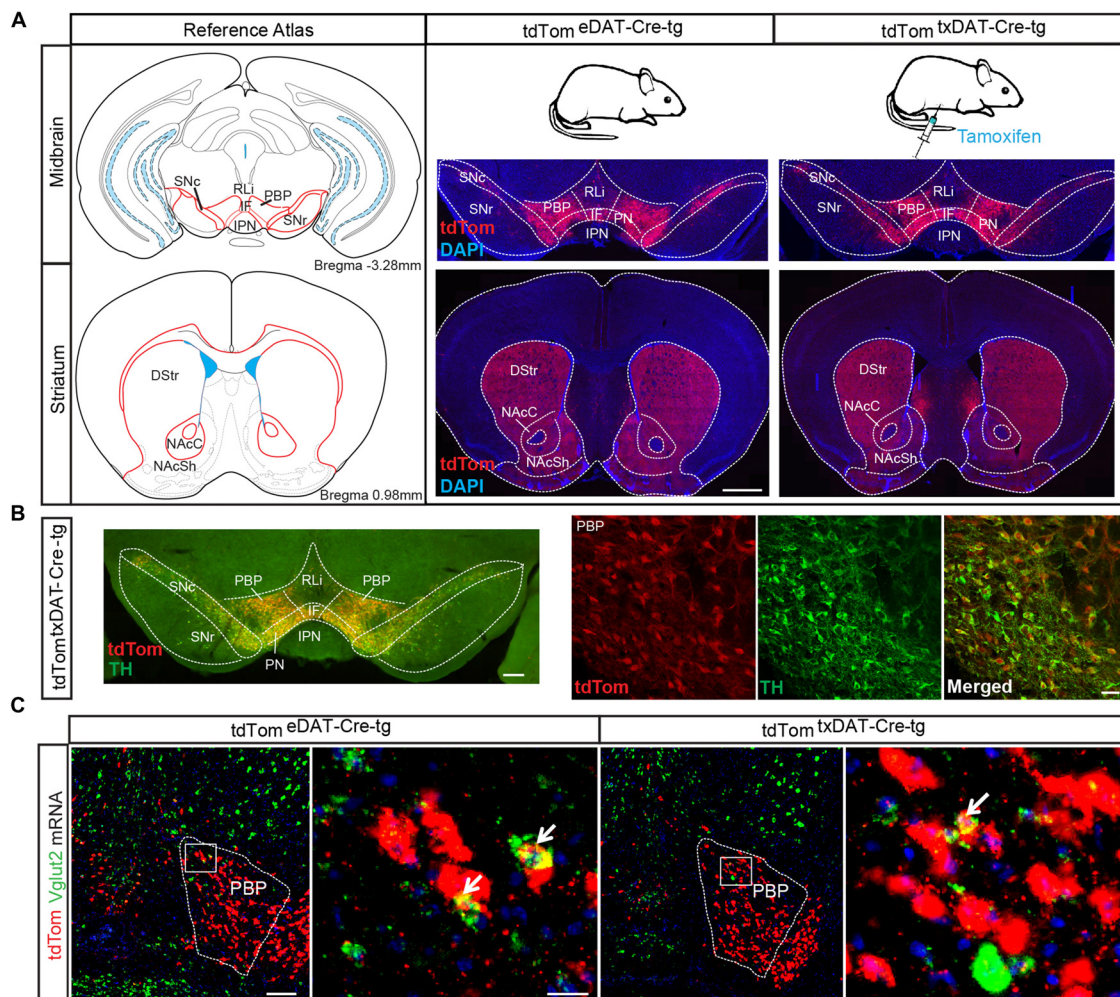 A
Reference Atlas
tdTom eDAT-Cre-tg
tdTom txDAT-Cre-tg
Midbrain
SNc
RLi
PBP
IF
SNr
IPN
Bregma -3.28mm
Tamoxifen
SNc
RLi
PBP
SNr
IF
PN
IPN
tdTom
DAPI
SNc
RLi
PBP
SNr
IF
PN
IPN
Striatum
DStr
NAcC
NAcSh
Bregma 0.98mm
DStr
NAcC
NAcSh
tdTom
DAPI
DStr
NAcC
NAcSh
B
tdTomtxDAT-Cre-tg
SNc
PBP
RLi
PBP
IF
SNr
IPN
PN
tdTom
TH
PBP
tdTom
TH
Merged
C
tdTom eDAT-Cre-tg
tdTom txDAT-Cre-tg
tdTom Vglut2 mRNA
PBP
PBP